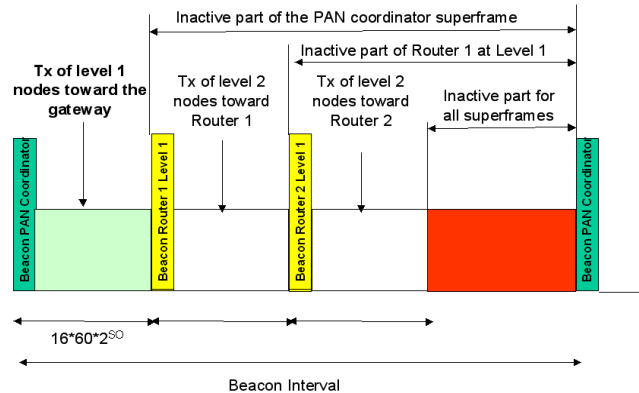 Inactive part of the PAN coordinator superframe
Inactive part of Router 1 at Level 1
Tx of level 1
nodes toward the
gateway
Tx of level 2
nodes toward
Router 1
Tx of level 2
nodes toward
Router 2
Inactive part for
all superframes
Beacon PAN Coordinator
Beacon Router 1 Level 1
Beacon Router 2 Level 1
Beacon PAN Coordinator
16*60*2^SO
Beacon Interval